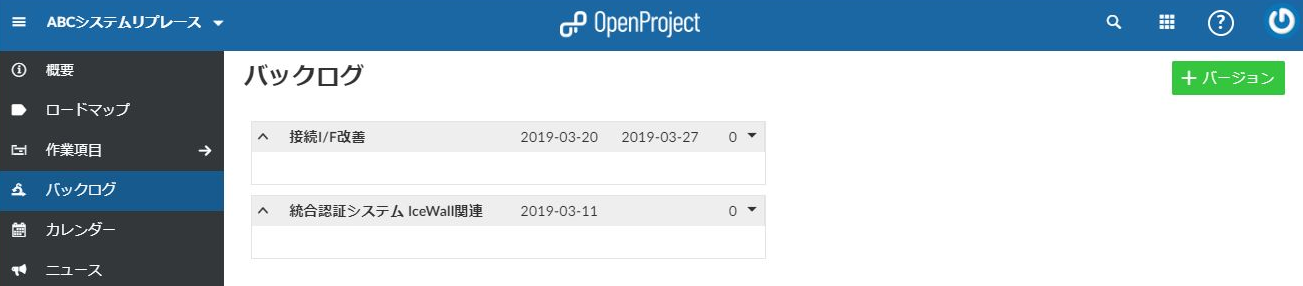 ABCシステムリプレース
OpenProject
?
概要
ロードマップ
作業項目
バックログ
カレンダー
ニュース
バックログ
+ バージョン
接続I/F改善 2019-03-20 2019-03-27 0
統合認証システム IceWall関連 2019-03-11 0